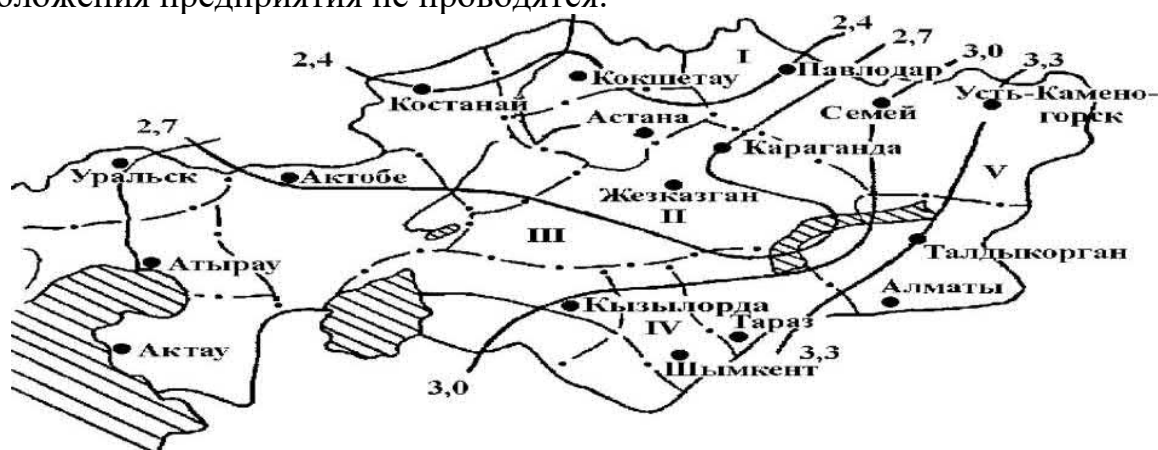 оложения предприятия не проводятся.
2,4
I
2,4
2,7
3,0
3,3
Кокшетау
Павлодар
Костанай
Семей
Усть-Камено-
горск
Астана
2,7
Караганда
V
Уральск
Актобе
Жезказган
II
III
Атырау
Талдыкорган
Алматы
Кызылорда
IV
Тараз
Актау
3,0
Шымкент
3,3